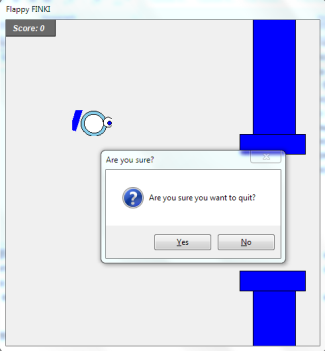 Flappy FINKI
Score: 0
Are you sure?
Are you sure you want to quit?
Yes
No